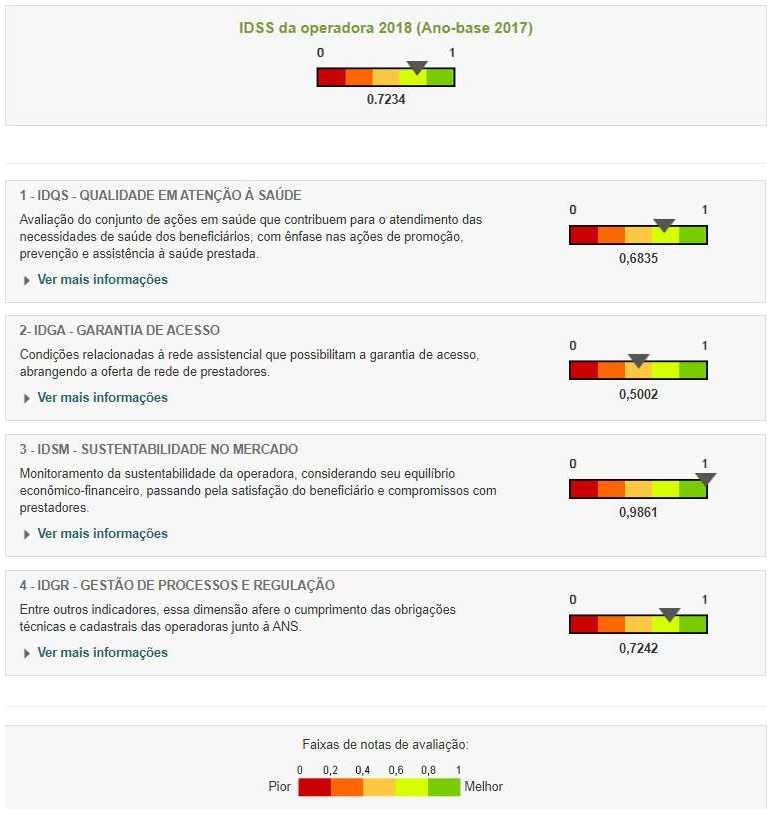 IDSS da operadora 2018 (Ano-base 2017)
0 1
0.7234
1 - IDQS - QUALIDADE EM ATENÇÃO À SAÚDE
Avaliação do conjunto de ações em saúde que contribuem para o atendimento das
necessidades de saúde dos beneficiários, com ênfase nas ações de promoção,
prevenção e assistência à saúde prestada.
Ver mais informações
0 1
0,6835
2- IDGA - GARANTIA DE ACESSO
Condições relacionadas à rede assistencial que possibilitam a garantia de acesso,
abrangendo a oferta de rede de prestadores.
Ver mais informações
0 1
0,5002
3 - IDSM - SUSTENTABILIDADE NO MERCADO
Monitoramento da sustentabilidade da operadora, considerando seu equilíbrio
econômico-financeiro, passando pela satisfação do beneficiário e compromissos com
prestadores.
Ver mais informações
0 1
0,9861
4 - IDGR - GESTÃO DE PROCESSOS E REGULAÇÃO
Entre outros indicadores, essa dimensão afere o cumprimento das obrigações
técnicas e cadastrais das operadoras junto à ANS.
Ver mais informações
0 1
0,7242
Faixas de notas de avaliação:
0 0,2 0,4 0,6 0,8 1
Pior Melhor